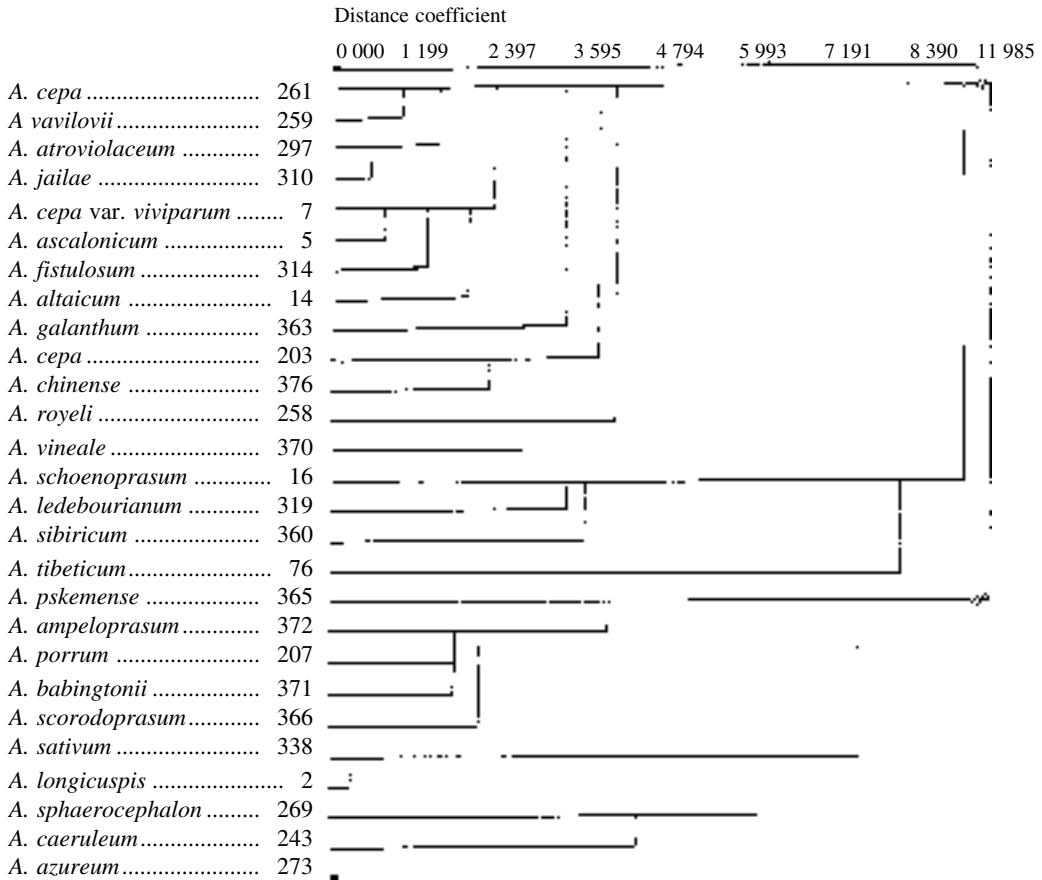 Distance coefficient
0 000 1 199 2 397 3 595 4 794 5 993 7 191 8 390 11 985
A. cepa ........................ 261
A vavilovii .................... 259
A. atroviolaceum ............. 297
A. jailae ....................... 310
A. cepa var. viviparum ........ 7
A. ascalonicum ................. 5
A. fistulosum ................... 314
A. altaicum ...................... 14
A. galanthum .................. 363
A. cepa ........................ 203
A. chinense ..................... 376
A. royeli ........................ 258
A. vineale ...................... 370
A. schoenoprasum ............. 16
A. ledebourianum ............. 319
A. sibiricum ................... 360
A. tibeticum ..................... 76
A. pskemense .................. 365
A. ampeloprasum ............. 372
A. porrum ..................... 207
A. babingtonii ................. 371
A. scorodoprasum ............ 366
A. sativum ..................... 338
A. longicuspis ................... 2
A. sphaerocephalon ......... 269
A. caeruleum ................... 243
A. azureum ..................... 273